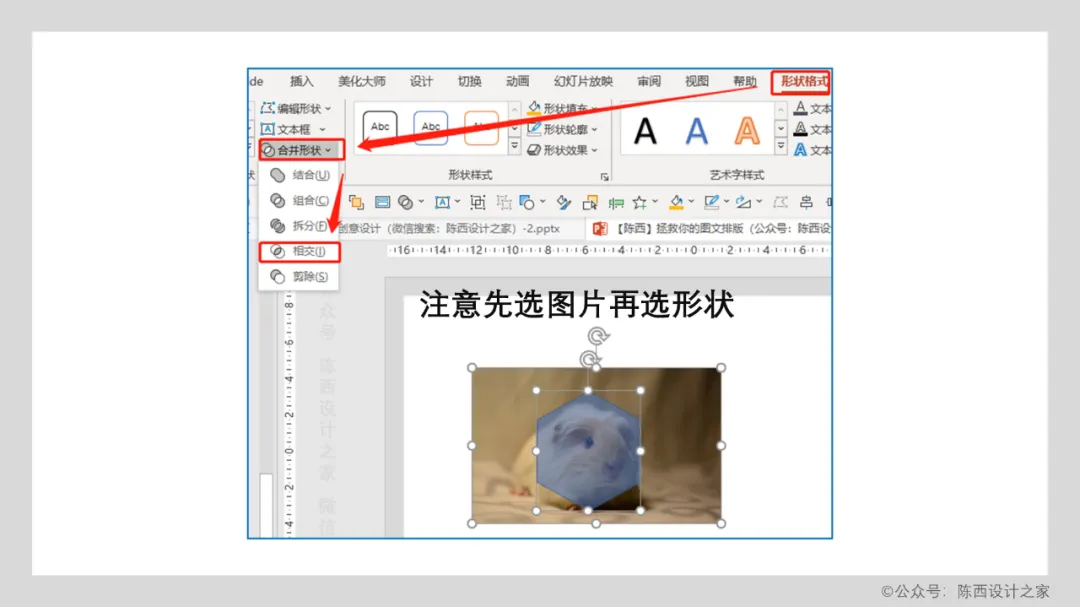 de 插入 美化大师 设计 切换 动画 幻灯片放映 审阅 视图 帮助 形状格式
编辑形状 Abc Abc 形状填充 A A A 文本
文本框 形状轮廓 文本
合并形状 形状效果 文本
形状样式 艺术字样式
结合(U)
组合(C)
拆分(F)
相交(I)
剪除(S)
创意设计（微信搜索：陈西设计之家）-2.pptx 【陈西】拯救你的图文排版（公众号：陈西设
16 14 12 10 8 6 4 2 0 2 4 6
8 6 4 2 0 2 4
注意先选图片再选形状
众号 陈西设计之家 微信
©公众号：陈西设计之家